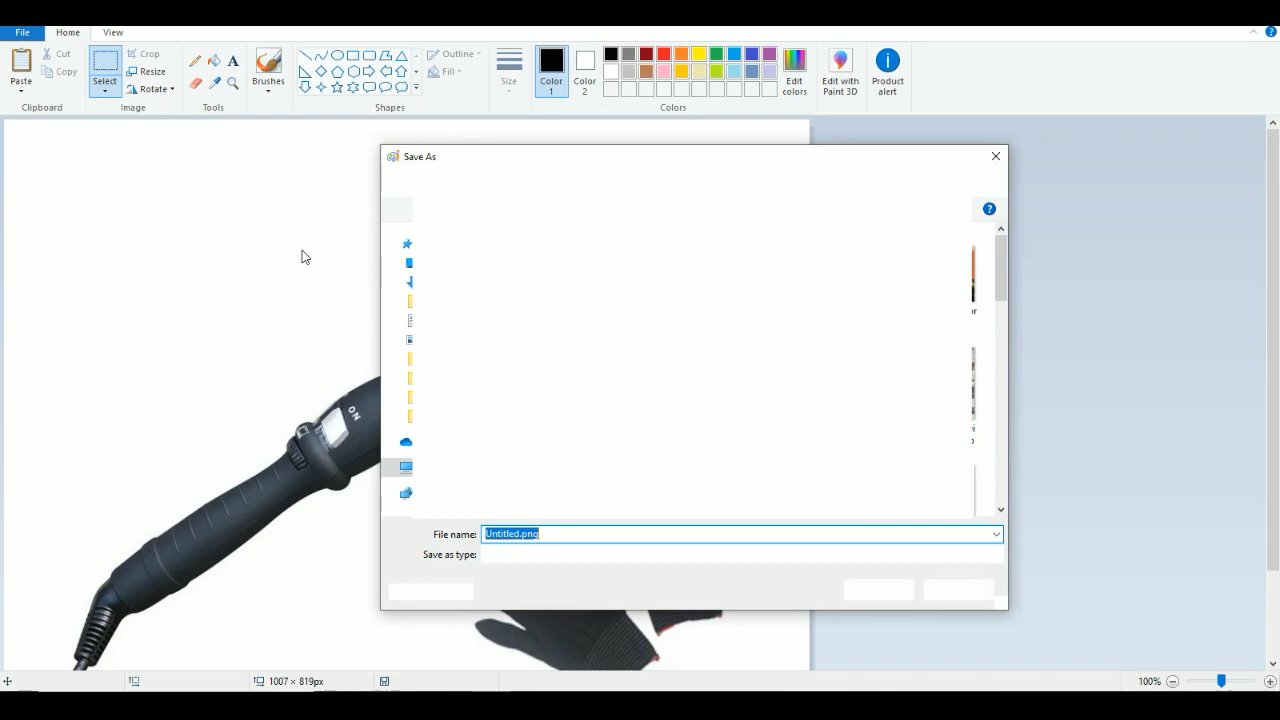 File
Home
View
Paste
Cut
Copy
Clipboard
Select
Crop
Resize
Rotate
Image
A
Tools
Brushes
Shapes
Outline
Fill
Size
Color
1
Color
2
Edit
colors
Colors
Edit with
Paint 3D
Product
alert
Save As
ON
File name:
Untitled.png
Save as type:
1007 × 819px
100%